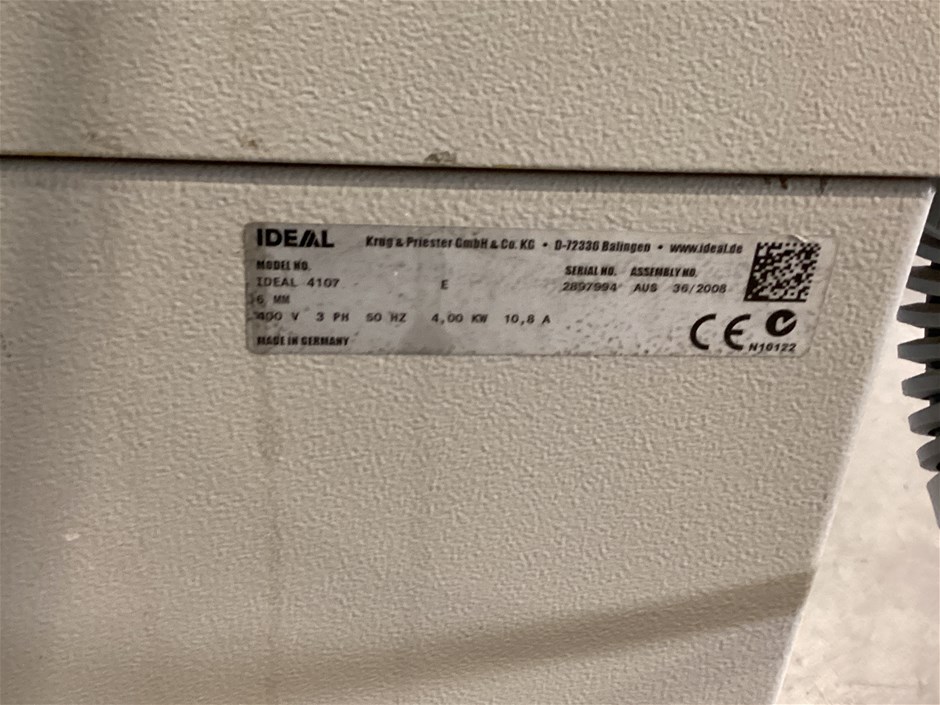 IDEAL Krug & Priester GmbH & Co. KG • D-72336 Balingen • www.ideal.de
MODEL NO. SERIAL NO. ASSEMBLY NO.
IDEAL 4107 E 2897994 AUS 36/2008
6 MM
400 V 3 PH 50 HZ 4,00 KW 10,8 A
MADE IN GERMANY
CE N10122